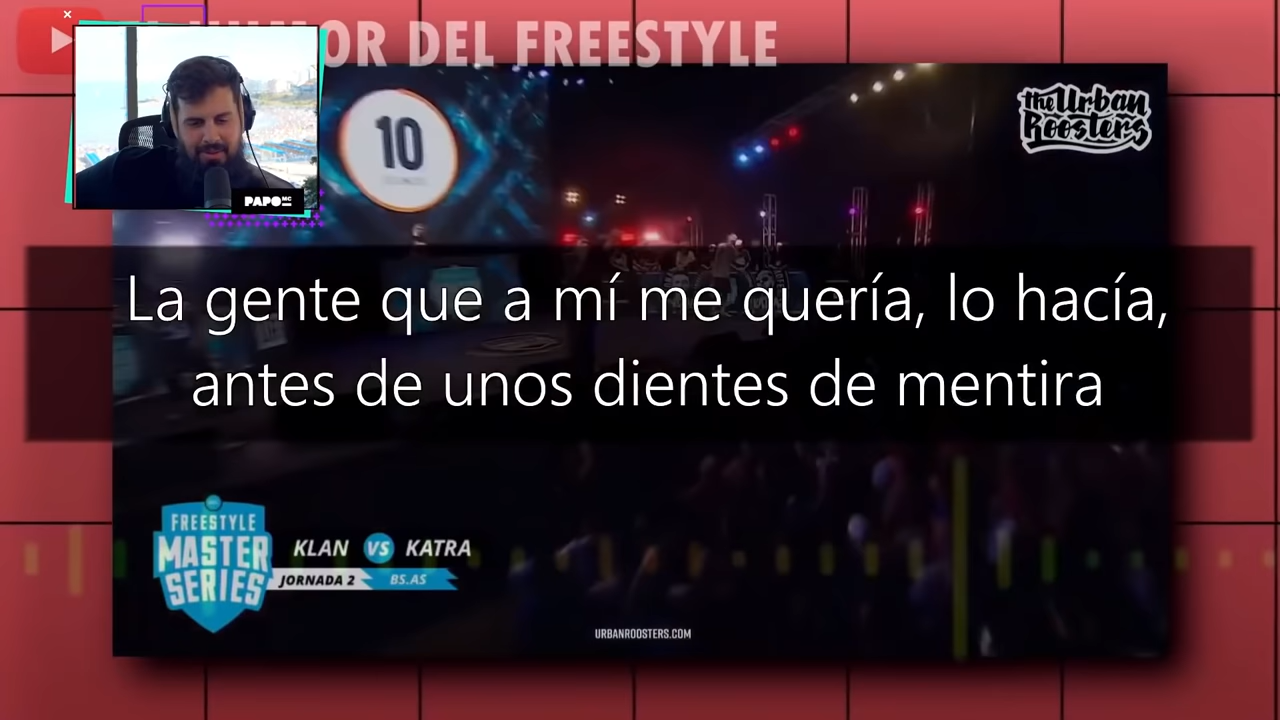 OR DEL FREESTYLE
the Urban
Roosters
10
PAPO MC
La gente que a mí me quería, lo hacía,
antes de unos dientes de mentira
FREESTYLE
MASTER
SERIES
KLAN VS KATRA
JORNADA 2 BS.AS
URBANROOSTERS.COM